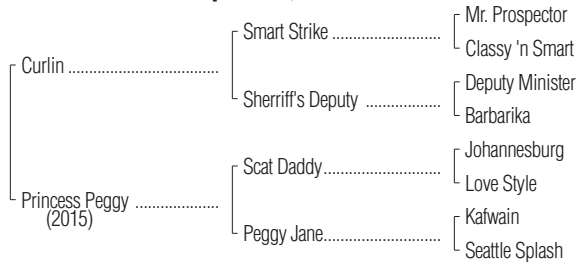 Mr. Prospector
Smart Strike ........................
Classy 'n Smart
Curlin .................................
Deputy Minister
Sherriff's Deputy ................
Barbarika
Johannesburg
Scat Daddy..........................
Love Style
Princess Peggy ..................
(2015)
Kafwain
Peggy Jane..........................
Seattle Splash